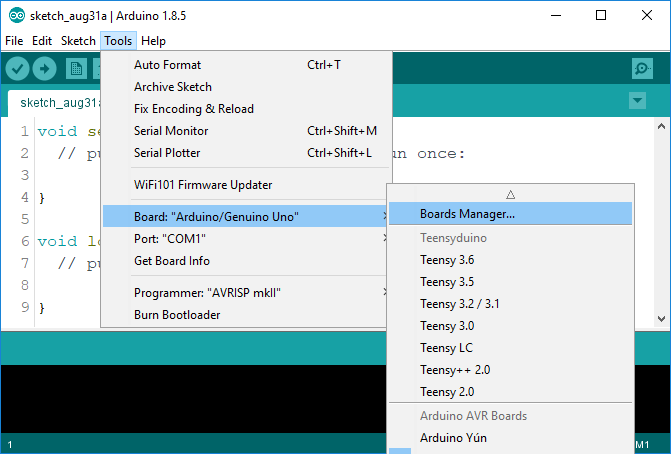 sketch_aug31a | Arduino 1.8.5
File Edit Sketch Tools Help
sketch_aug31a
Auto Format Ctrl+T
Archive Sketch
Fix Encoding & Reload
Serial Monitor Ctrl+Shift+M
Serial Plotter Ctrl+Shift+L
WiFi101 Firmware Updater
Board: "Arduino/Genuino Uno"
Port: "COM1"
Get Board Info
Programmer: "AVRISP mkII"
Burn Bootloader
Boards Manager...
Teensyduino
Teensy 3.6
Teensy 3.5
Teensy 3.2 / 3.1
Teensy 3.0
Teensy LC
Teensy++ 2.0
Teensy 2.0
Arduino AVR Boards
Arduino Yún
1 void se
2 // pu un once:
3
4 }
5
6 void lo
7 // pu
8
9 }
1 M1